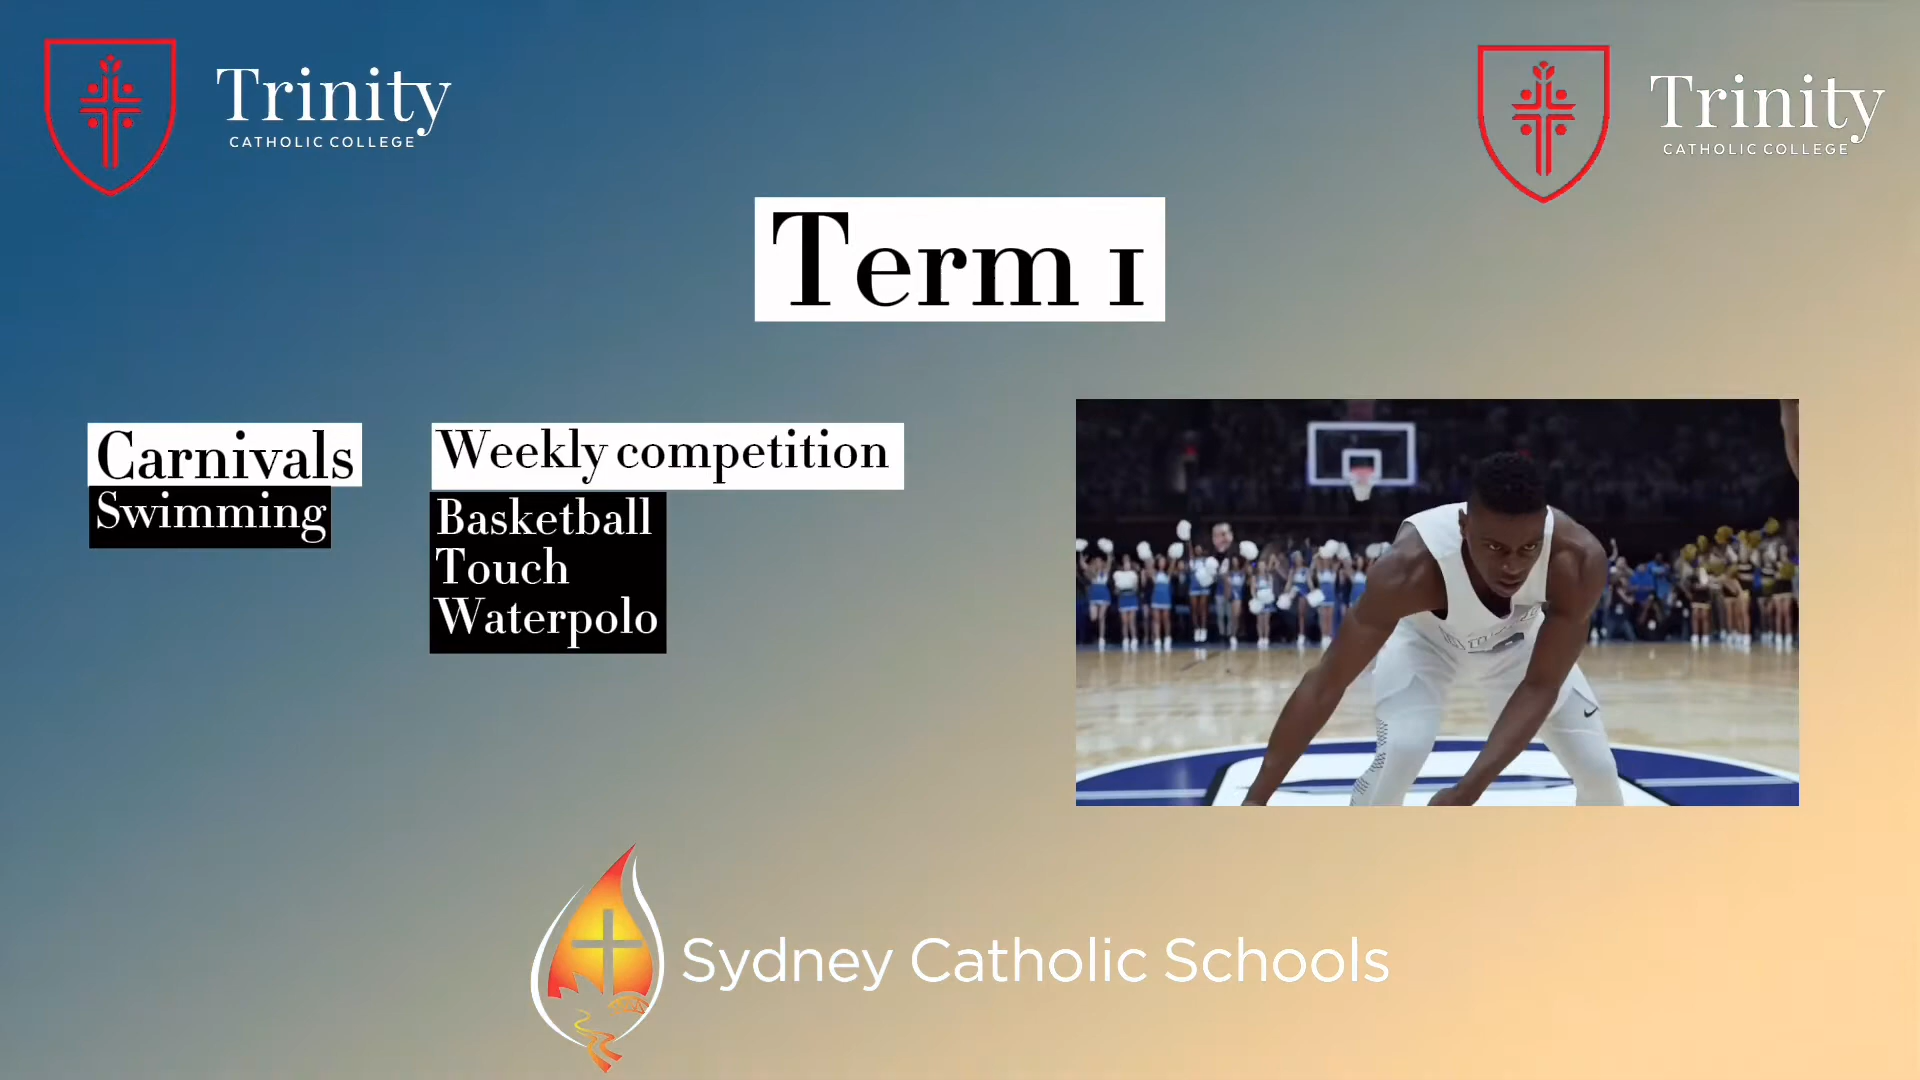 Trinity
CATHOLIC COLLEGE
Trinity
CATHOLIC COLLEGE
Term 1
Carnivals
Swimming
Weekly competition
Basketball
Touch
Waterpolo
Sydney Catholic Schools